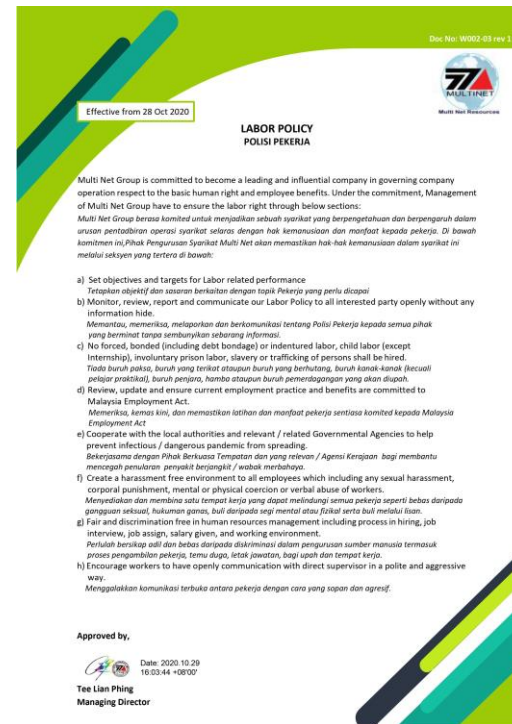 Doc No: W002-03 rev 1
MULTINET
Multi Net Resources
Effective from 28 Oct 2020
LABOR POLICY
POLISI PEKERJA
Multi Net Group is committed to become a leading and influential company in governing company
operation respect to the basic human right and employee benefits. Under the commitment, Management
of Multi Net Group have to ensure the labor right through below sections:
Multi Net Group berasa komited untuk menjadikan sebuah syarikat yang berpengetahuan dan berpengaruh dalam
urusan pentadbiran operasi syarikat selaras dengan hak kemanusiaan dan manfaat kepada pekerja. Di bawah
komitmen ini,Pihak Pengurusan Syarikat Multi Net akan memastikan hak-hak kemanusiaan dalam syarikat ini
melalui seksyen yang tertera di bawah:
a) Set objectives and targets for Labor related performance
Tetapkan objektif dan sasaran berkaitan dengan topik Pekerja yang perlu dicapai
b) Monitor, review, report and communicate our Labor Policy to all interested party openly without any
information hide.
Memantau, memeriksa, melaporkan dan berkomunikasi tentang Polisi Pekerja kepada semua pihak
yang berminat tanpa sembunyikan sebarang informasi.
c) No forced, bonded (including debt bondage) or indentured labor, child labor (except
Internship), involuntary prison labor, slavery or trafficking of persons shall be hired.
Tiada buruh paksa, buruh yang terikat ataupun buruh yang berhutang, buruh kanak-kanak (kecuali
pelajar praktikal), buruh penjara, hamba ataupun buruh pemerdagangan yang akan diupah.
d) Review, update and ensure current employment practice and benefits are committed to
Malaysia Employment Act.
Memeriksa, kemas kini, dan memastikan latihan dan manfaat pekerja sentiasa komited kepada Malaysia
Employment Act
e) Cooperate with the local authorities and relevant / related Governmental Agencies to help
prevent infectious / dangerous pandemic from spreading.
Bekerjasama dengan Pihak Berkuasa Tempatan dan yang relevan / Agensi Kerajaan bagi membantu
mencegah penularan penyakit berjangkit / wabak merbahaya.
f) Create a harassment free environment to all employees which including any sexual harassment,
corporal punishment, mental or physical coercion or verbal abuse of workers.
Menyediakan dan membina satu tempat kerja yang dapat melindungi semua pekerja seperti bebas daripada
gangguan seksual, hukuman ganas, buli daripada segi mental atau fizikal serta buli melalui lisan.
g) Fair and discrimination free in human resources management including process in hiring, job
interview, job assign, salary given, and working environment.
Perlulah bersikap adil dan bebas daripada diskriminasi dalam pengurusan sumber manusia termasuk
proses pengambilan pekerja, temu duga, letak jawatan, bagi upah dan tempat kerja.
h) Encourage workers to have openly communication with direct supervisor in a polite and aggressive
way.
Menggalakkan komunikasi terbuka antara pekerja dengan cara yang sopan dan agresif.
Approved by,
Date: 2020.10.29
16:03:44 +08'00'
Tee Lian Phing
Managing Director